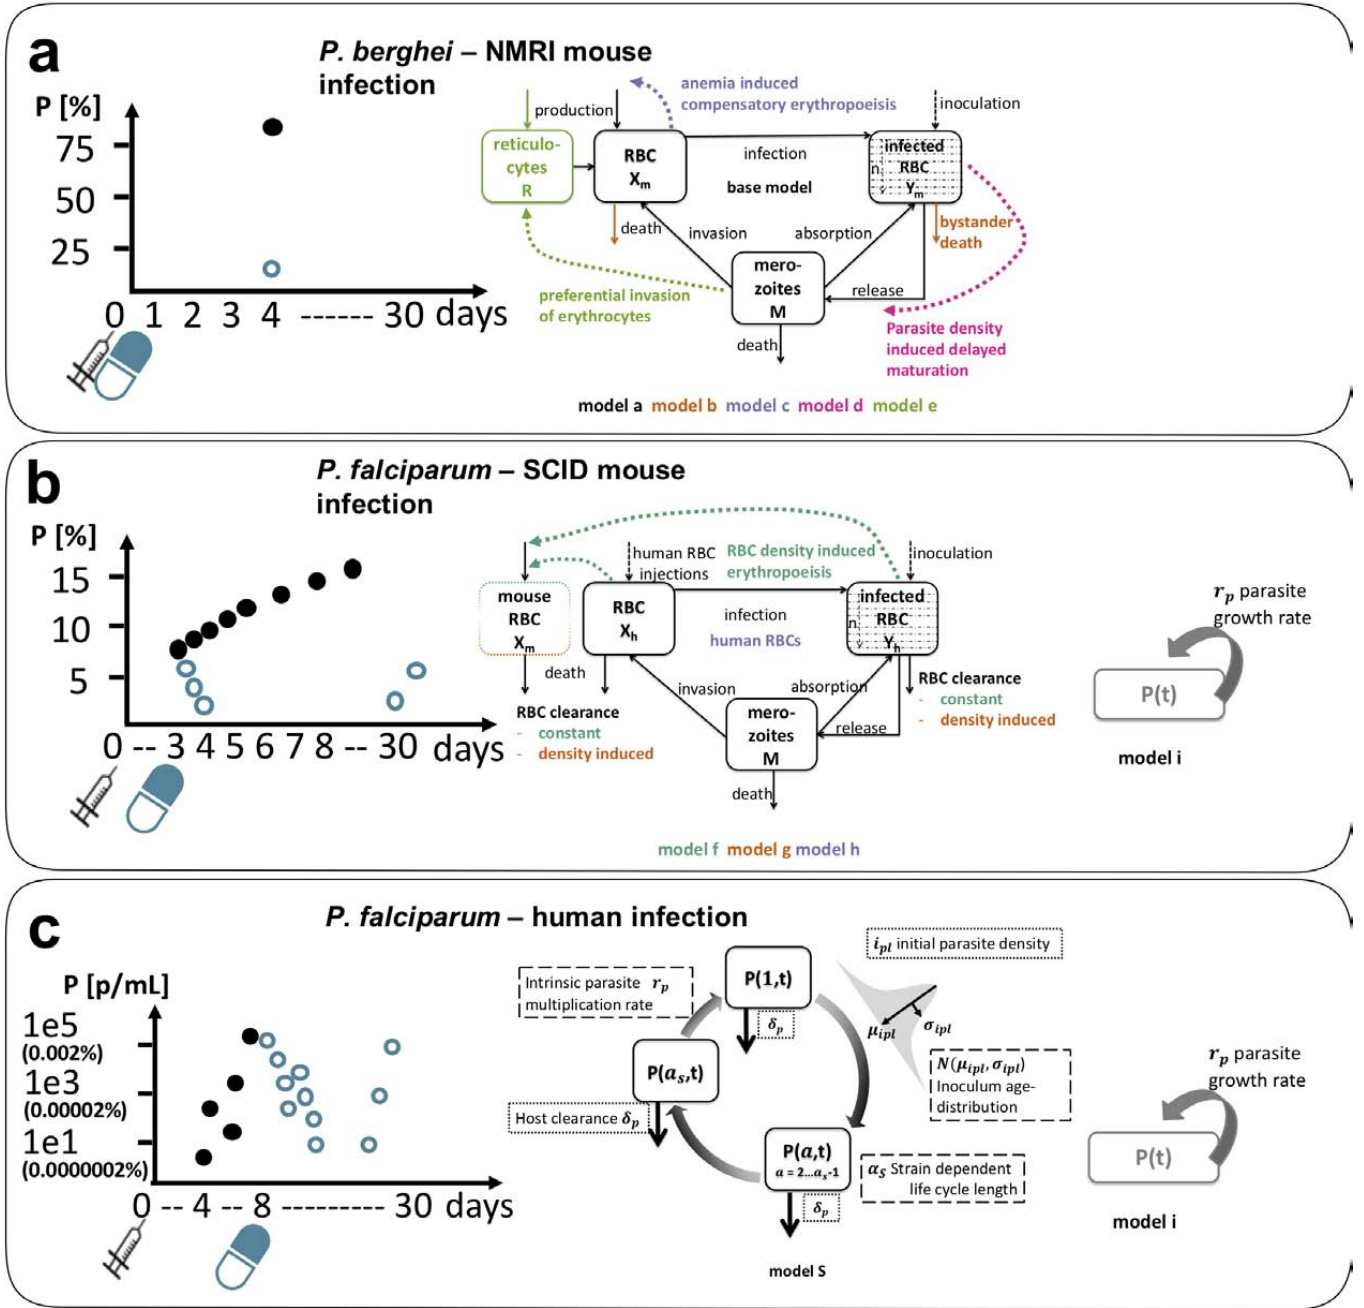 a
P. berghei – NMRI mouse
infection
P [%]
75
50
25
0 1 2 3 4 ------ 30 days
production
anemia induced
compensatory erythropoeisis
inoculation
reticulo-
cytes
R
RBC
Xm
infection
base model
infected
RBC
Ym
n
death
invasion
absorption
bystander
death
mero-
zoites
M
release
preferential invasion
of erythrocytes
death
Parasite density
induced delayed
maturation
model a model b model c model d model e
b
P. falciparum – SCID mouse
infection
P [%]
15
10
5
0 -- 3 4 5 6 7 8 -- 30 days
human RBC
injections
RBC density induced
erythropoeisis
inoculation
mouse
RBC
Xm
RBC
Xh
infection
human RBCs
infected
RBC
Yh
n
death
invasion
absorption
RBC clearance
- constant
- density induced
mero-
zoites
M
release
RBC clearance
- constant
- density induced
death
rp parasite
growth rate
P(t)
model i
model f model g model h
c
P. falciparum – human infection
P [p/mL]
1e5
(0.002%)
1e3
(0.00002%)
1e1
(0.0000002%)
0 -- 4 -- 8 ---------- 30 days
Intrinsic parasite rp
multiplication rate
P(1,t)
δp
ipl initial parasite density
μipl
σipl
N(μipl, σipl)
Inoculum age-
distribution
P(as,t)
Host clearance δp
P(a,t)
a = 2...as-1
δp
αS Strain dependent
life cycle length
model S
rp parasite
growth rate
P(t)
model i